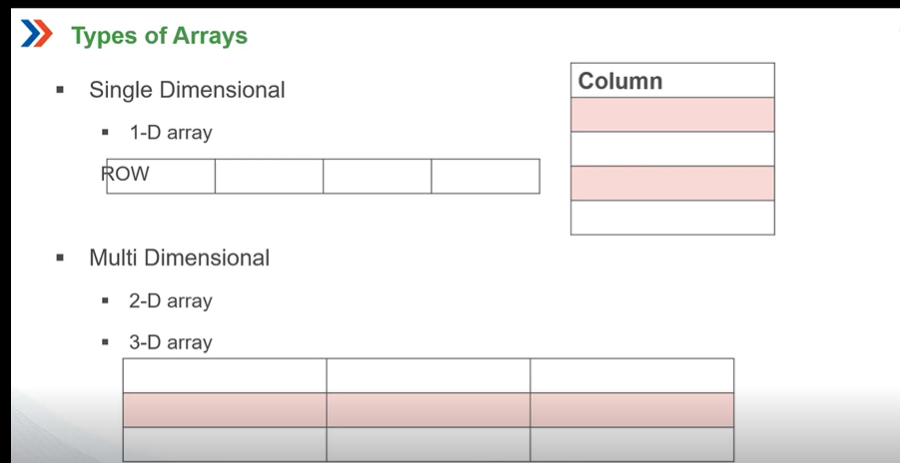 Types of Arrays
Single Dimensional
1-D array
ROW
Column
Multi Dimensional
2-D array
3-D array